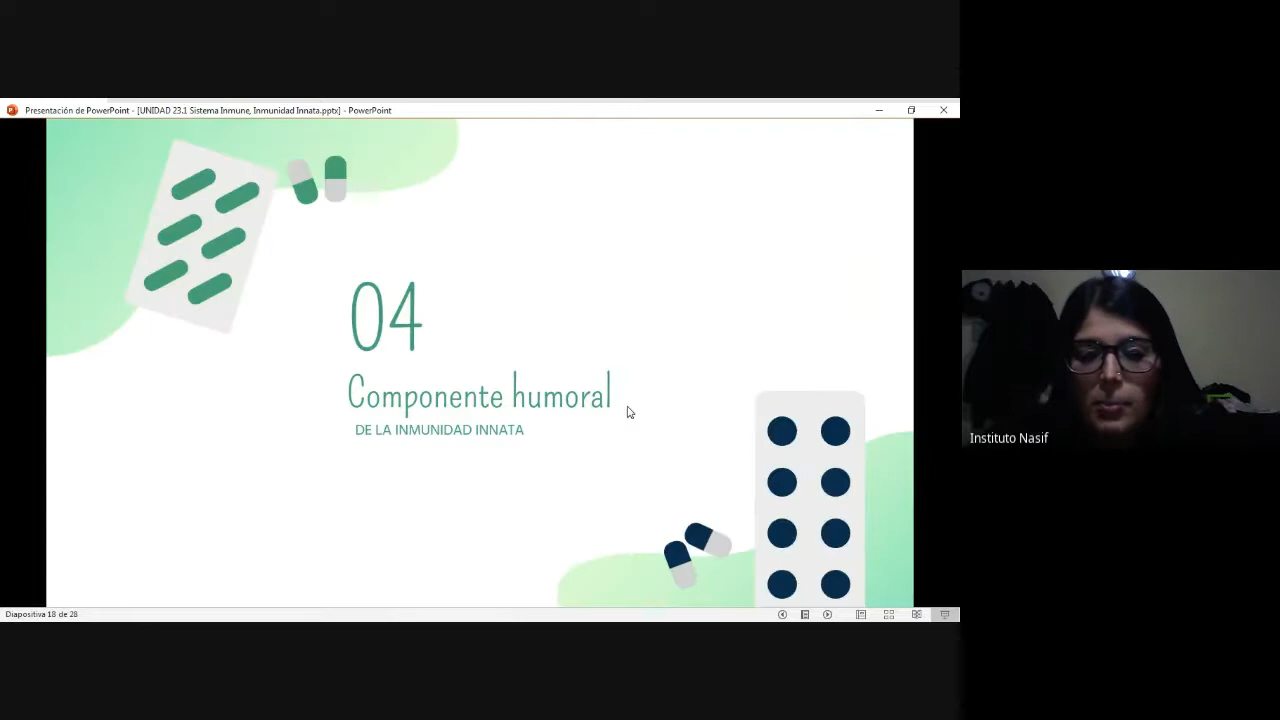 Presentación de PowerPoint - [UNIDAD 23.1 Sistema Inmune, Inmunidad Innata.pptx] - PowerPoint
04
Componente humoral
DE LA INMUNIDAD INNATA
Instituto Nasif
Diapositiva 18 de 28